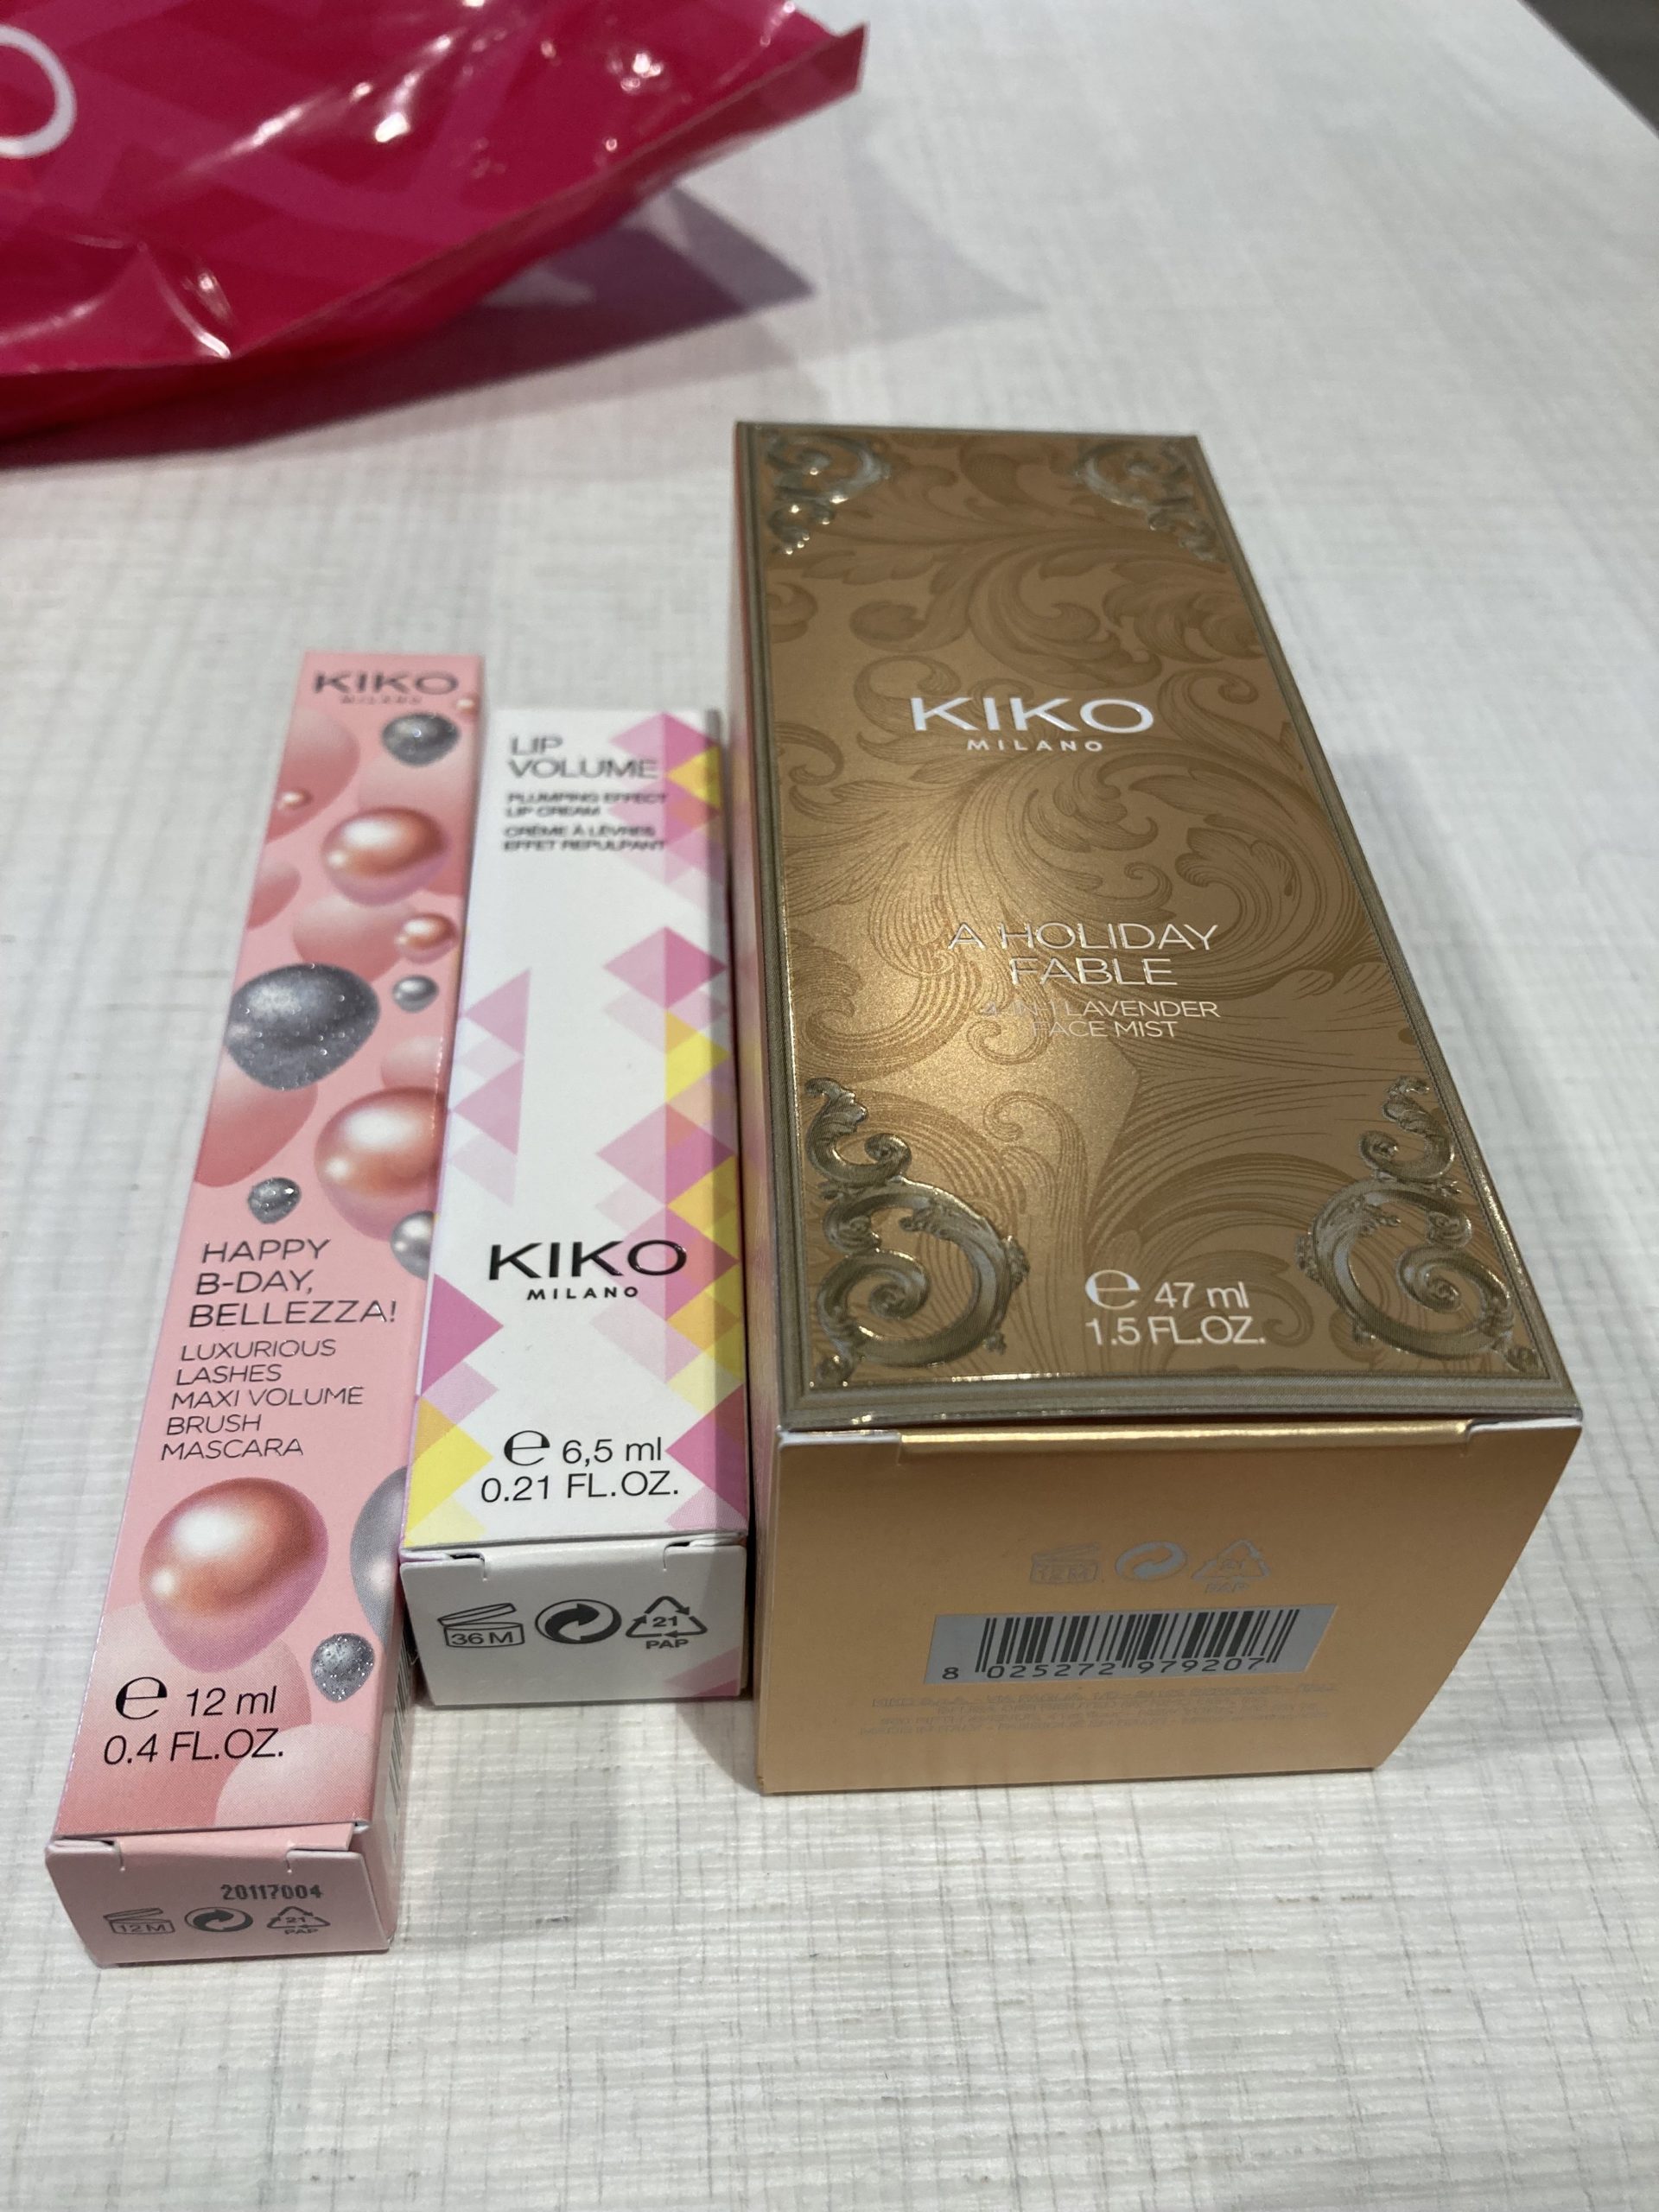 O
KIKO
MILANO
HAPPY
B-DAY,
BELLEZZA!
LUXURIOUS
LASHES
MAXI VOLUME
BRUSH
MASCARA
e 12 ml
0.4 FL.OZ.
20117004
12M
21
PAP
LIP
VOLUME
PLUMPING EFFECT
LIP CREAM
CRÈME À LÈVRES
EFFET REPULPANT
KIKO
MILANO
e 6,5 ml
0.21 FL.OZ.
36M
21
PAP
KIKO
MILANO
A HOLIDAY
FABLE
4-IN-1 LAVENDER
FACE MIST
e 47 ml
1.5 FL.OZ.
12M
21
PAP
8 025272 979207